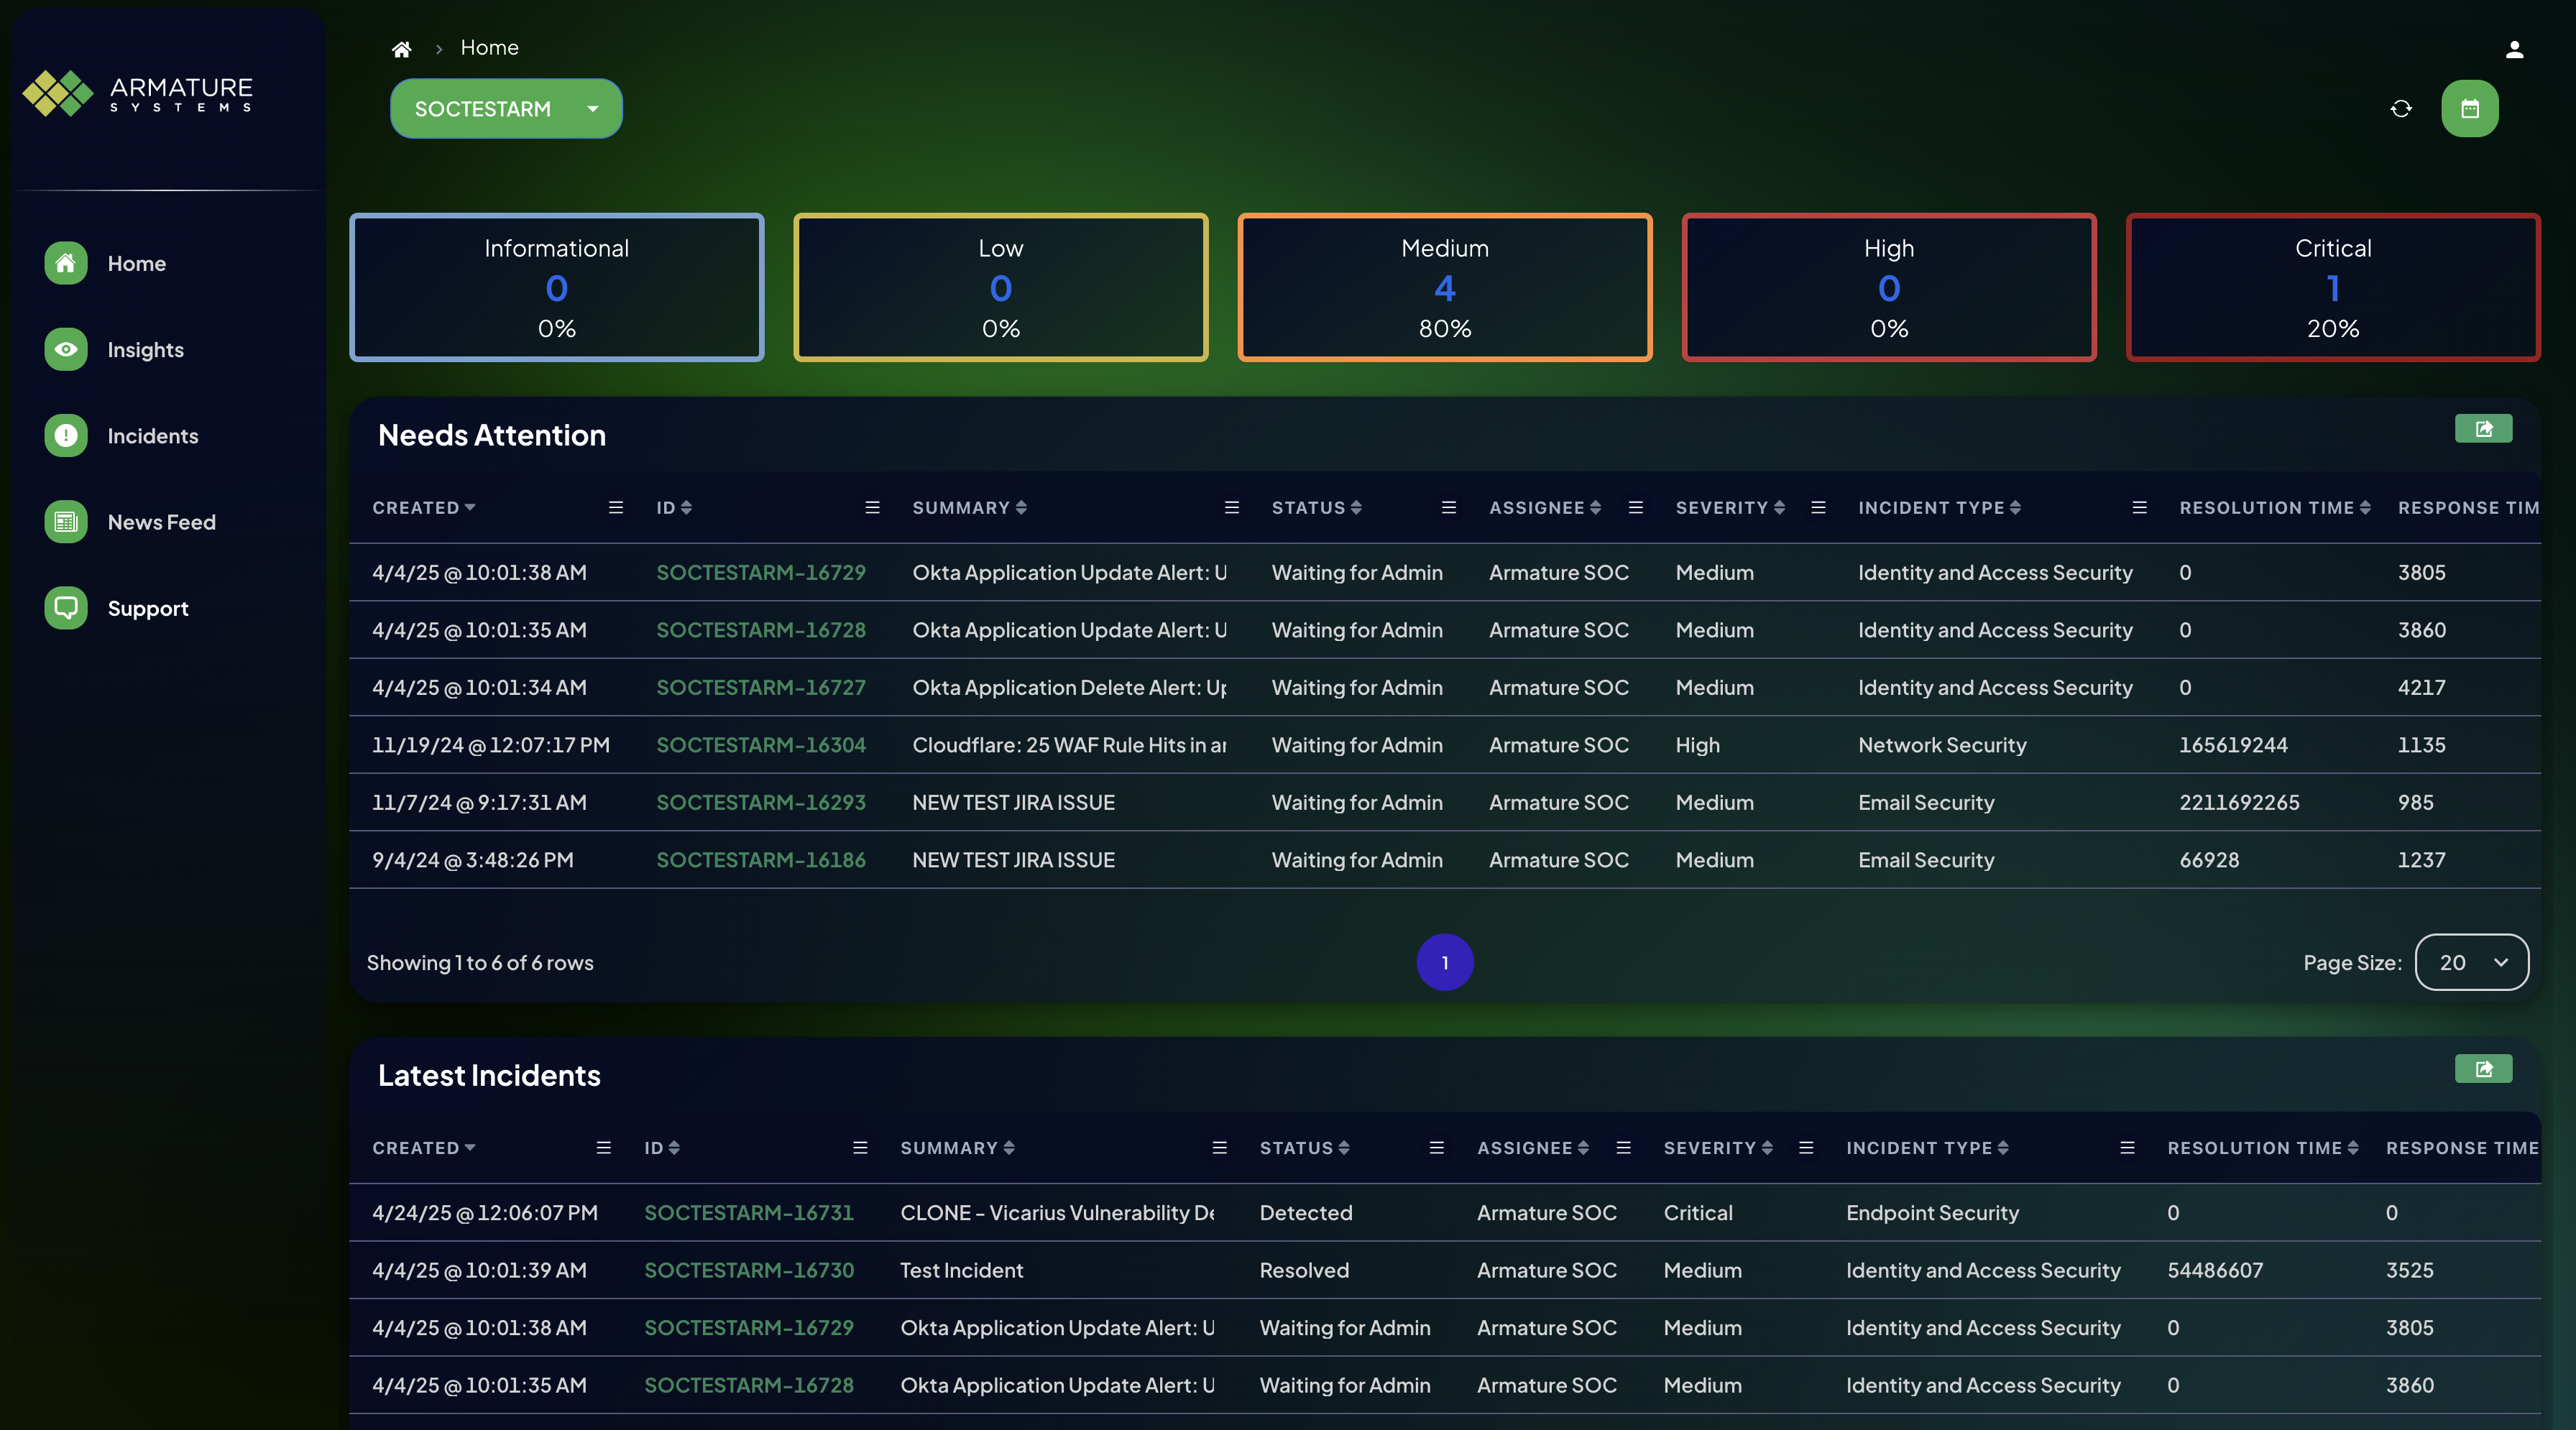 ARMATURE
SYSTEMS
Home
Insights
Incidents
News Feed
Support
Home
SOCTESTARM
Informational
0
0%
Low
0
0%
Medium
4
80%
High
0
0%
Critical
1
20%
Needs Attention
CREATED ID SUMMARY STATUS ASSIGNEE SEVERITY INCIDENT TYPE RESOLUTION TIME RESPONSE TIM
4/4/25 @ 10:01:38 AM SOCTESTARM-16729 Okta Application Update Alert: U Waiting for Admin Armature SOC Medium Identity and Access Security 0 3805
4/4/25 @ 10:01:35 AM SOCTESTARM-16728 Okta Application Update Alert: U Waiting for Admin Armature SOC Medium Identity and Access Security 0 3860
4/4/25 @ 10:01:34 AM SOCTESTARM-16727 Okta Application Delete Alert: Up Waiting for Admin Armature SOC Medium Identity and Access Security 0 4217
11/19/24 @ 12:07:17 PM SOCTESTARM-16304 Cloudflare: 25 WAF Rule Hits in Waiting for Admin Armature SOC High Network Security 165619244 1135
11/7/24 @ 9:17:31 AM SOCTESTARM-16293 NEW TEST JIRA ISSUE Waiting for Admin Armature SOC Medium Email Security 2211692265 985
9/4/24 @ 3:48:26 PM SOCTESTARM-16186 NEW TEST JIRA ISSUE Waiting for Admin Armature SOC Medium Email Security 66928 1237
Showing 1 to 6 of 6 rows 1 Page Size: 20
Latest Incidents
CREATED ID SUMMARY STATUS ASSIGNEE SEVERITY INCIDENT TYPE RESOLUTION TIME RESPONSE TIME
4/24/25 @ 12:06:07 PM SOCTESTARM-16731 CLONE - Vicarius Vulnerability De Detected Armature SOC Critical Endpoint Security 0 0
4/4/25 @ 10:01:39 AM SOCTESTARM-16730 Test Incident Resolved Armature SOC Medium Identity and Access Security 54486607 3525
4/4/25 @ 10:01:38 AM SOCTESTARM-16729 Okta Application Update Alert: U Waiting for Admin Armature SOC Medium Identity and Access Security 0 3805
4/4/25 @ 10:01:35 AM SOCTESTARM-16728 Okta Application Update Alert: U Waiting for Admin Armature SOC Medium Identity and Access Security 0 3860